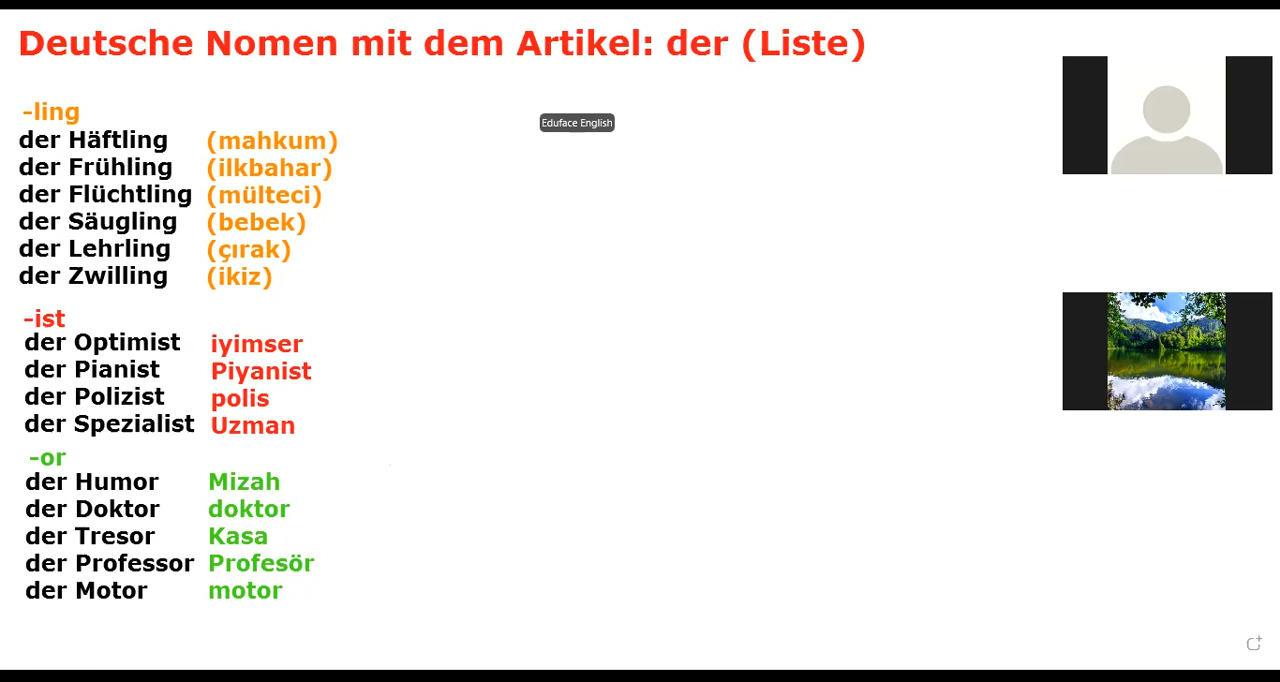 Deutsche Nomen mit dem Artikel: der (Liste)
Eduface English
-ling
der Häftling (mahkum)
der Frühling (ilkbahar)
der Flüchtling (mülteci)
der Säugling (bebek)
der Lehrling (çırak)
der Zwilling (ikiz)
-ist
der Optimist iyimser
der Pianist Piyanist
der Polizist polis
der Spezialist Uzman
-or
der Humor Mizah
der Doktor doktor
der Tresor Kasa
der Professor Profesör
der Motor motor